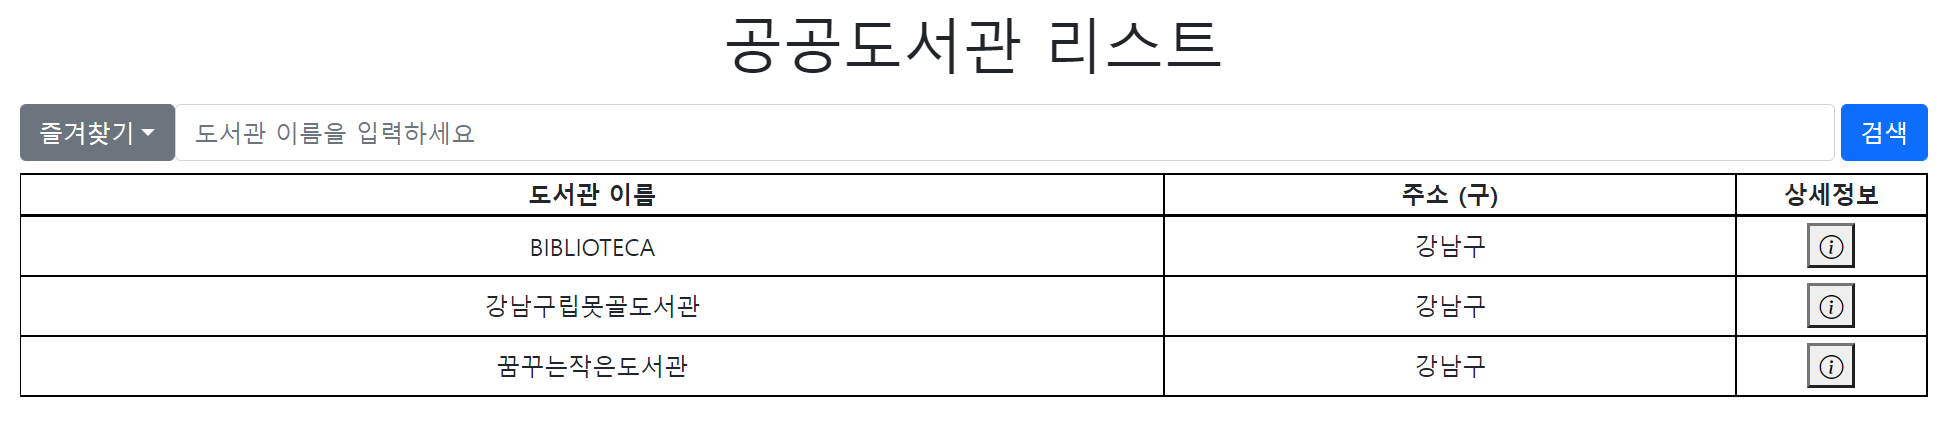 공공도서관 리스트
즐겨찾기 도서관 이름을 입력하세요 검색
도서관 이름 주소 (구) 상세정보
BIBLIOTECA 강남구
강남구립못골도서관 강남구
꿈꾸는작은도서관 강남구